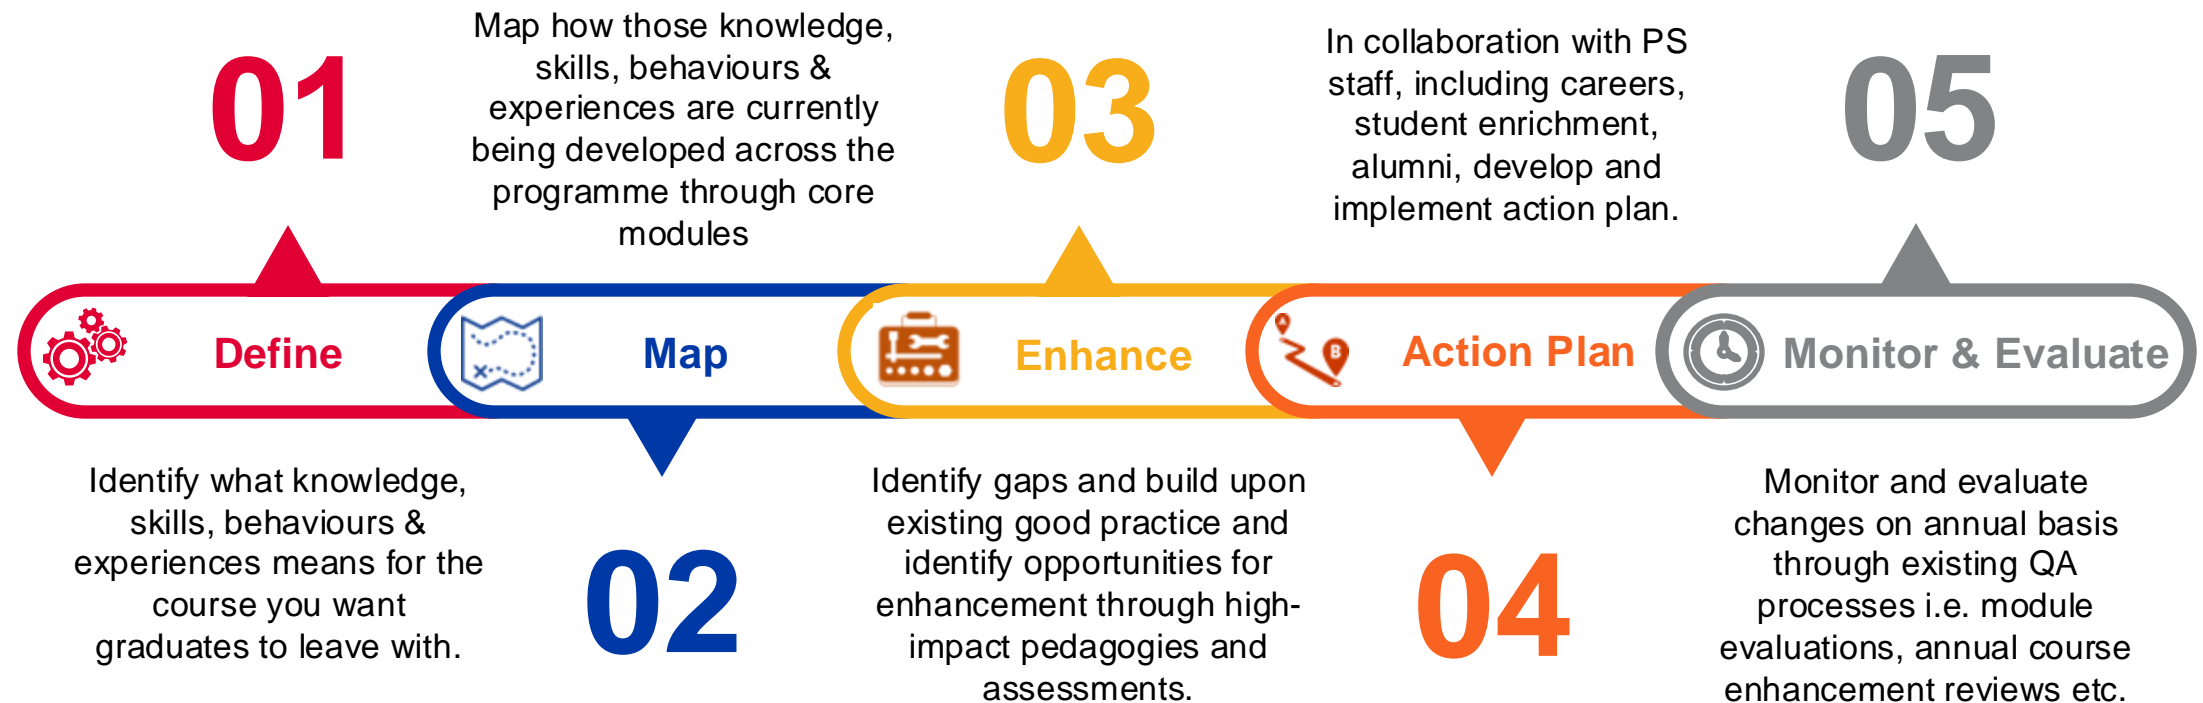 01
Define
Identify what knowledge,
skills, behaviours &
experiences means for the
course you want
graduates to leave with.
Map how those knowledge,
skills, behaviours &
experiences are currently
being developed across the
programme through core
modules
Map
02
03
Enhance
Identify gaps and build upon
existing good practice and
identify opportunities for
enhancement through high-
impact pedagogies and
assessments.
In collaboration with PS
staff, including careers,
student enrichment,
alumni, develop and
implement action plan.
A
B
Action Plan
04
05
Monitor & Evaluate
Monitor and evaluate
changes on annual basis
through existing QA
processes i.e. module
evaluations, annual course
enhancement reviews etc.